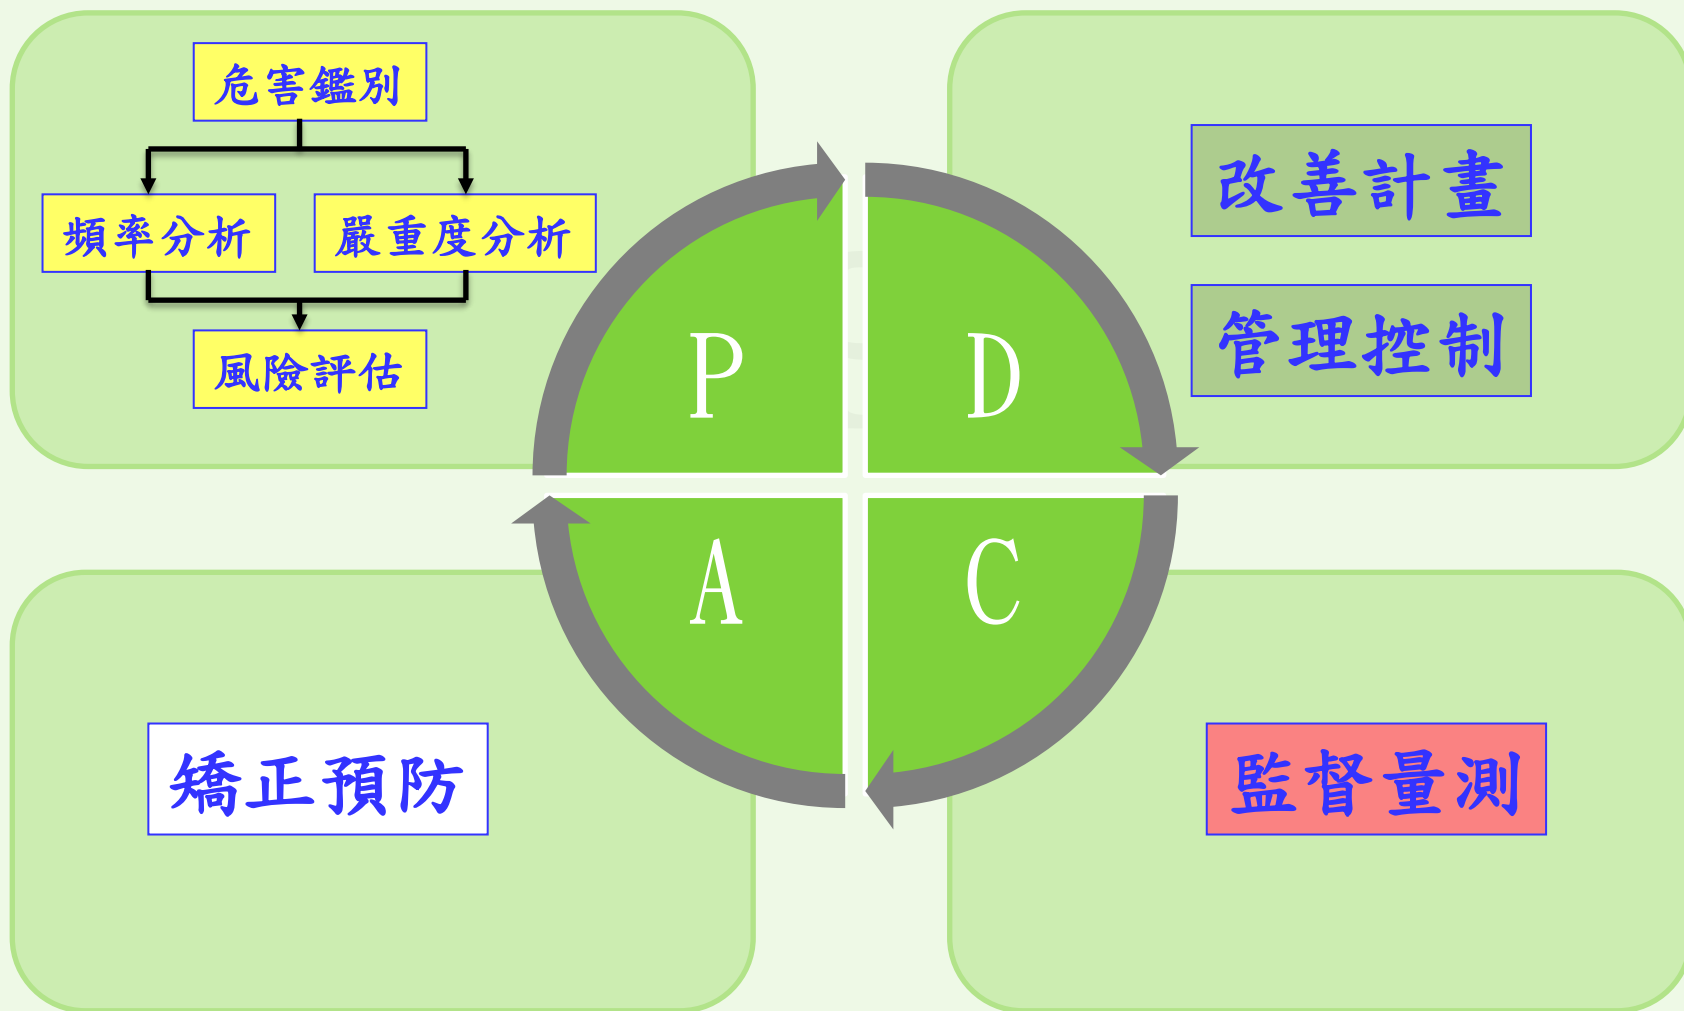 危害鑑別
頻率分析
嚴重度分析
風險評估
改善計畫
管理控制
P
D
A
C
矯正預防
監督量測